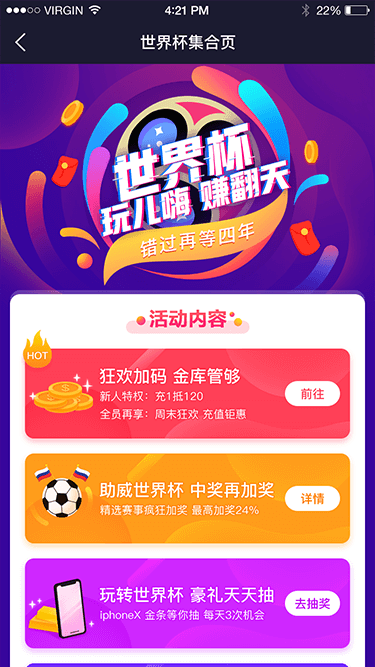 VIRGIN 4:21 PM 22%
世界杯集合页
世界杯
玩儿嗨 赚翻天
错过再等四年
活动内容
HOT
狂欢加码 金库管够
新人特权：充1抵120
全员再享：周末狂欢 充值钜惠
前往
助威世界杯 中奖再加奖
精选赛事疯狂加奖 最高加奖24%
详情
玩转世界杯 豪礼天天抽
iphoneX 金条等你抽 每天3次机会
去抽奖